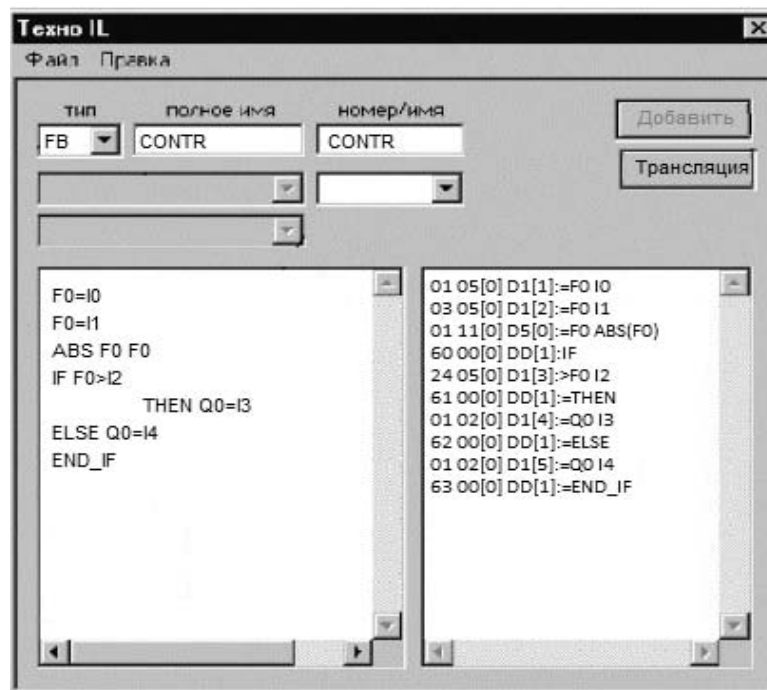 Техно IL
Файл Правка
тип полное имя номер/имя
Добавить
FB CONTR CONTR
Трансляция
F0=I0
F0=I1
ABS F0 F0
IF F0>I2
THEN Q0=I3
ELSE Q0=I4
END_IF
01 05[0] D1[1]:=F0 I0
03 05[0] D1[2]:=F0 I1
01 11[0] D5[0]:=F0 ABS(F0)
60 00[0] DD[1]:IF
24 05[0] D1[3]:>F0 I2
61 00[0] DD[1]:=THEN
01 02[0] D1[4]:=Q0 I3
62 00[0] DD[1]:=ELSE
01 02[0] D1[5]:=Q0 I4
63 00[0] DD[1]:=END_IF